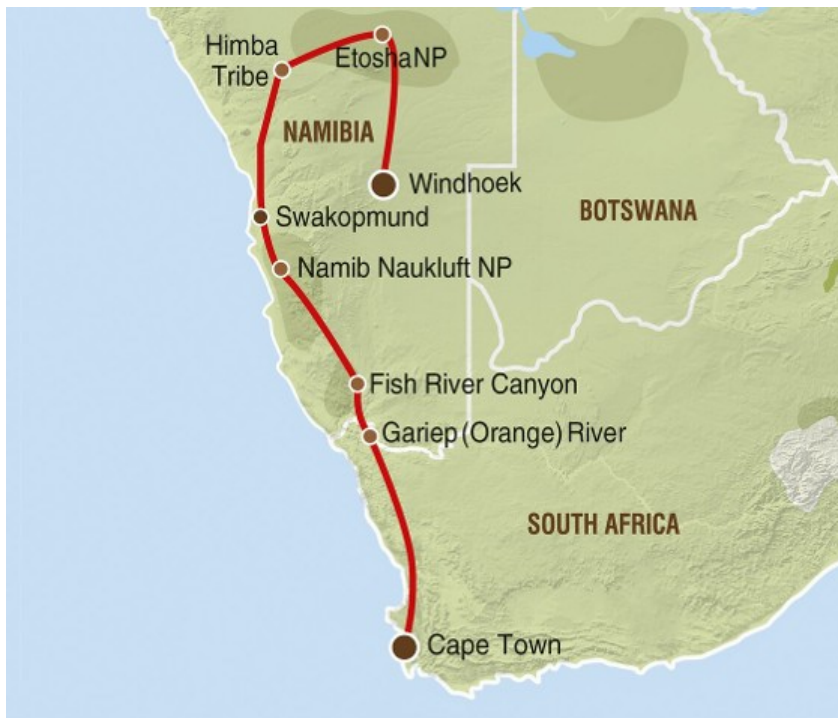 Himba
Tribe
EtoshaNP
NAMIBIA
Windhoek
BOTSWANA
Swakopmund
Namib Naukluft NP
Fish River Canyon
Gariep (Orange) River
SOUTH AFRICA
Cape Town